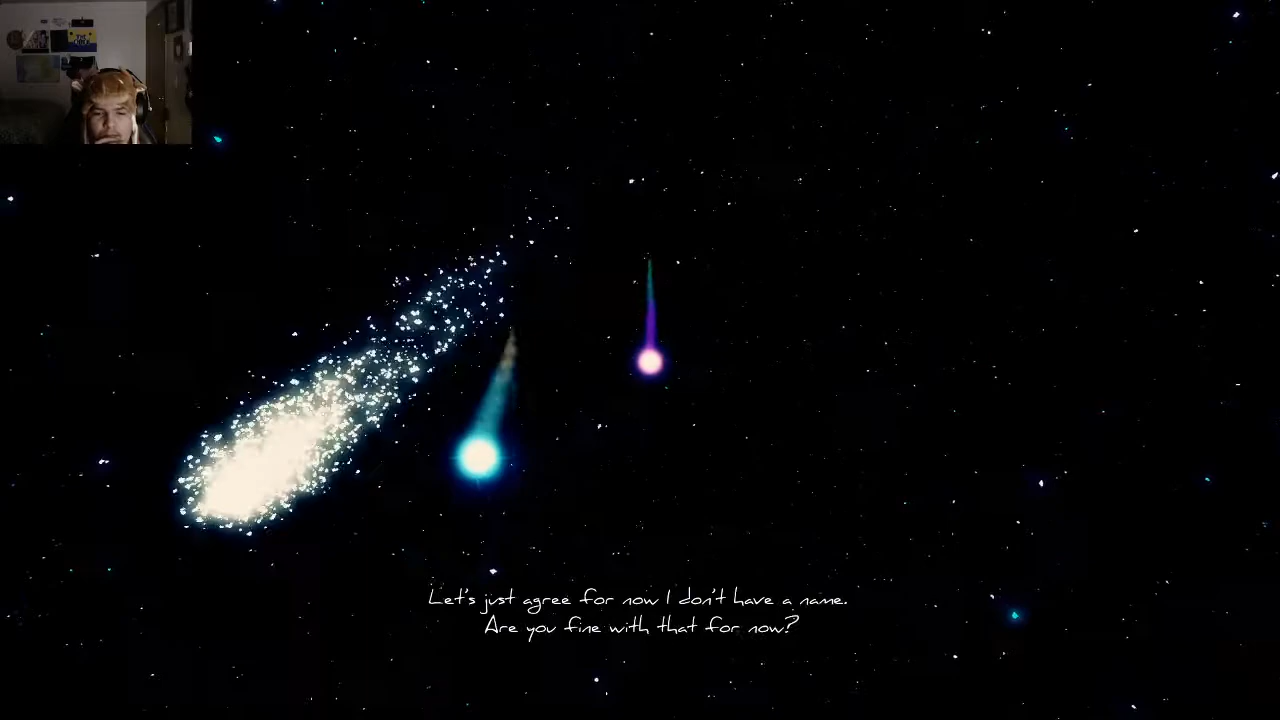 Let's just agree for now I don't have a name.
Are you fine with that for now?